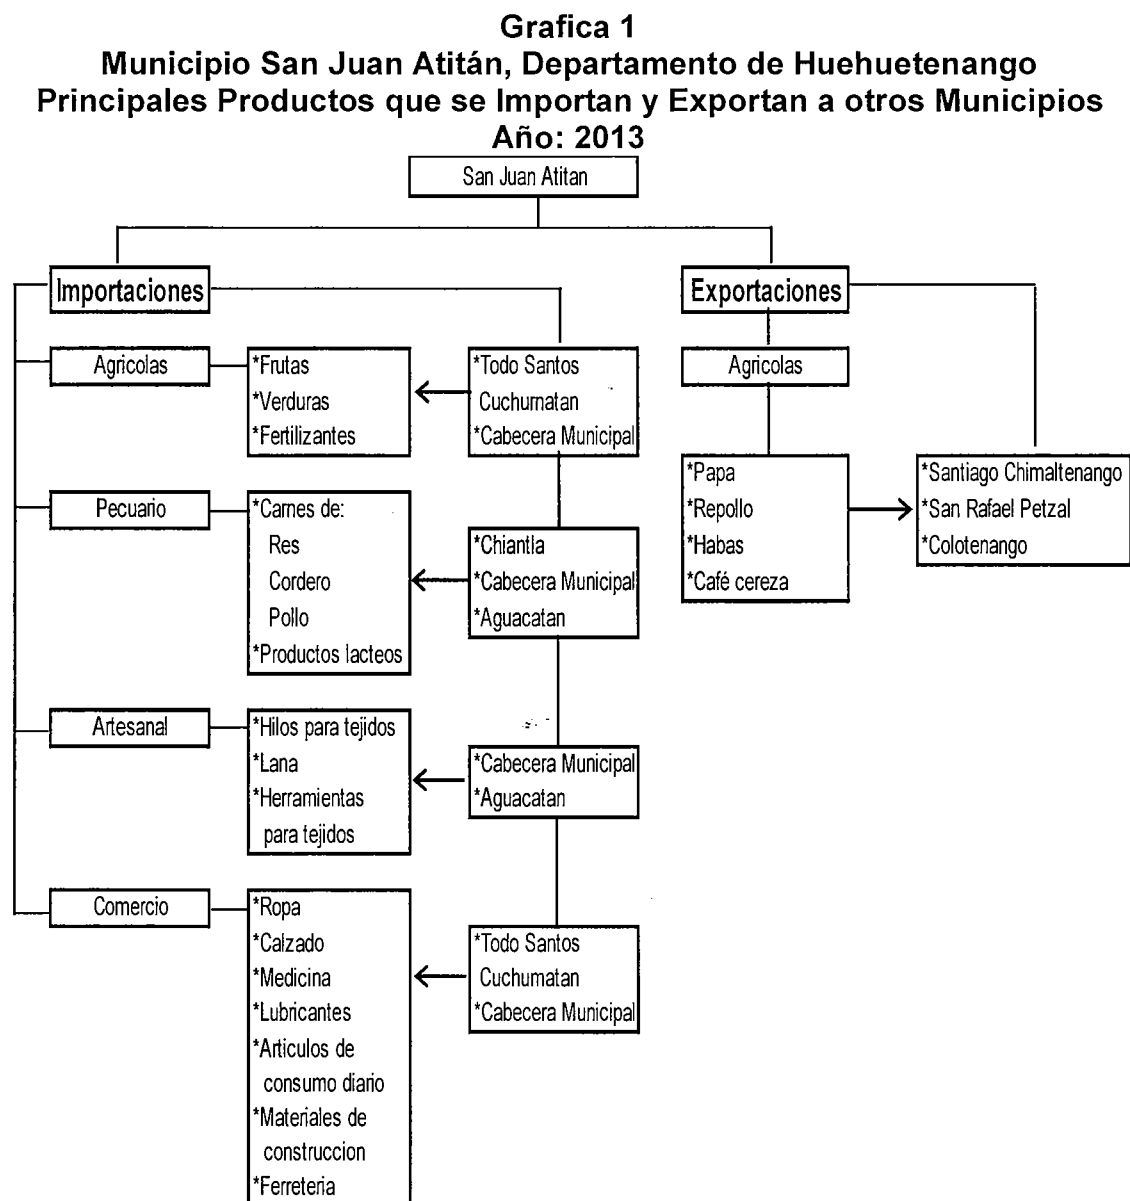 Grafica 1
Municipio San Juan Atitán, Departamento de Huehuetenango
Principales Productos que se Importan y Exportan a otros Municipios
Año: 2013
San Juan Atitan
Importaciones
Agricolas
*Frutas
*Verduras
*Fertilizantes
*Todo Santos
Cuchumatan
*Cabecera Municipal
Pecuario
*Carnes de:
Res
Cordero
Pollo
*Productos lacteos
*Chiantla
*Cabecera Municipal
*Aguacatan
Artesanal
*Hilos para tejidos
*Lana
*Herramientas
para tejidos
*Cabecera Municipal
*Aguacatan
Comercio
*Ropa
*Calzado
*Medicina
*Lubricantes
*Articulos de
consumo diario
*Materiales de
construccion
*Ferreteria
*Todo Santos
Cuchumatan
*Cabecera Municipal
Exportaciones
Agricolas
*Papa
*Repollo
*Habas
*Café cereza
*Santiago Chimaltenango
*San Rafael Petzal
*Colotenango